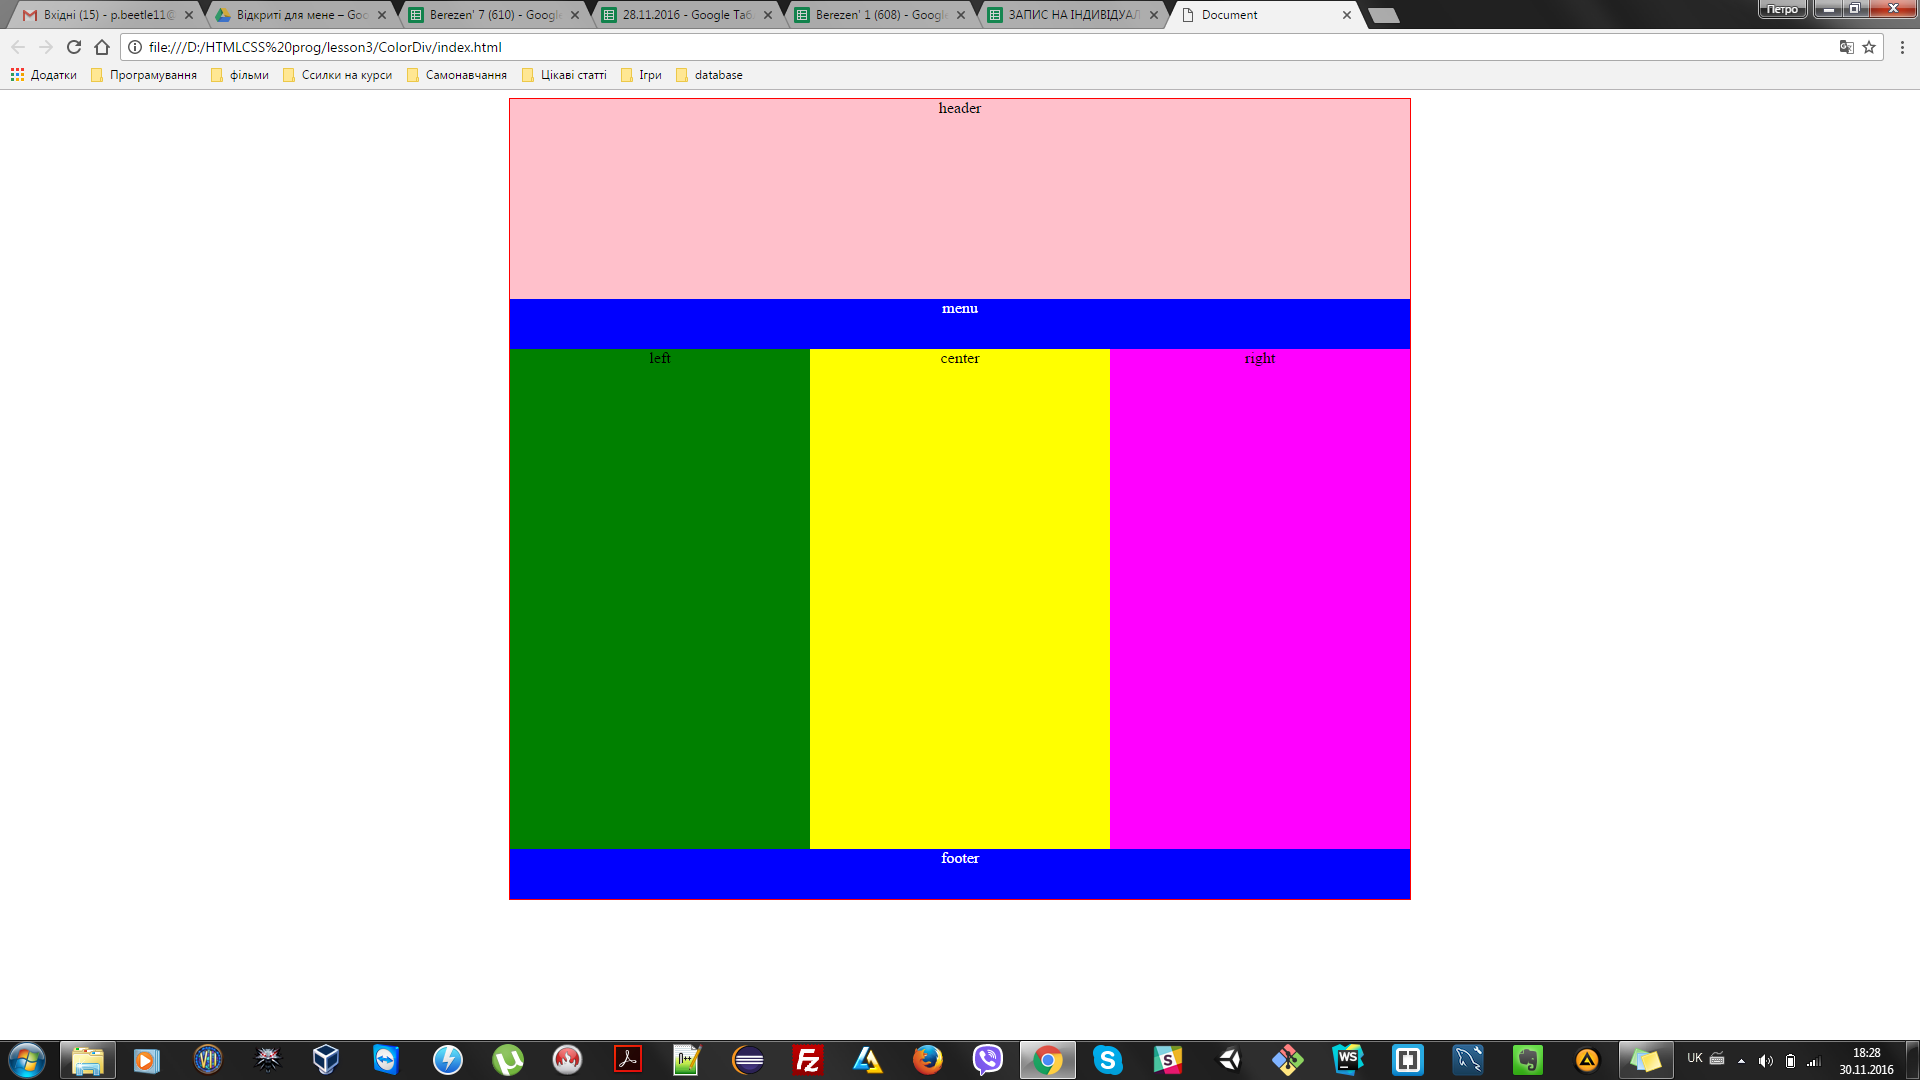 Вхідні (15) - p.beetle11@
Відкриті для мене – Goo
Berezen' 7 (610) - Google
28.11.2016 - Google Таб
Berezen' 1 (608) - Google
ЗАПИС НА ІНДИВІДУАЛ
Document
Петро
file:///D:/HTMLCSS%20prog/lesson3/ColorDiv/index.html
Додатки
Програмування
фільми
Ссилки на курси
Самонавчання
Цікаві статті
Ігри
database
header
menu
left
center
right
footer
UK
18:28
30.11.2016